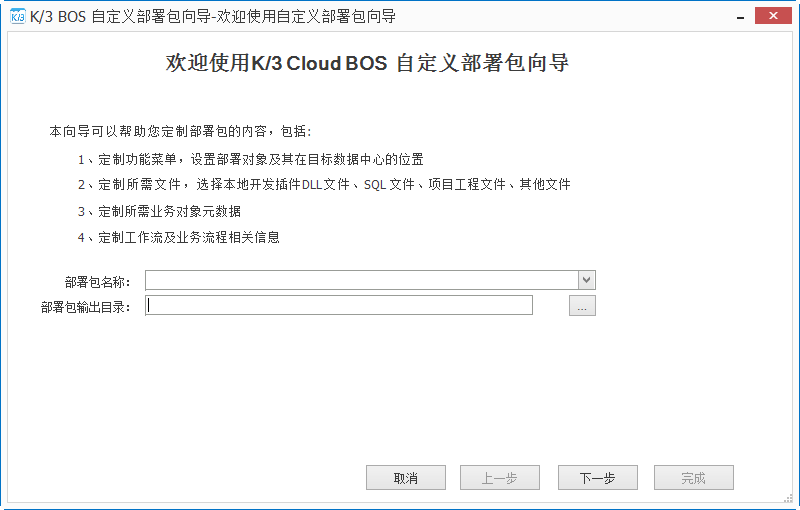 K/3 K/3 BOS 自定义部署包向导-欢迎使用自定义部署包向导
欢迎使用K/3 Cloud BOS 自定义部署包向导
本向导可以帮助您定制部署包的内容，包括:
1、定制功能菜单，设置部署对象及其在目标数据中心的位置
2、定制所需文件，选择本地开发插件DLL文件、SQL 文件、项目工程文件、其他文件
3、定制所需业务对象元数据
4、定制工作流及业务流程相关信息
部署包名称:
部署包输出目录:
...
取消 上一步 下一步 完成